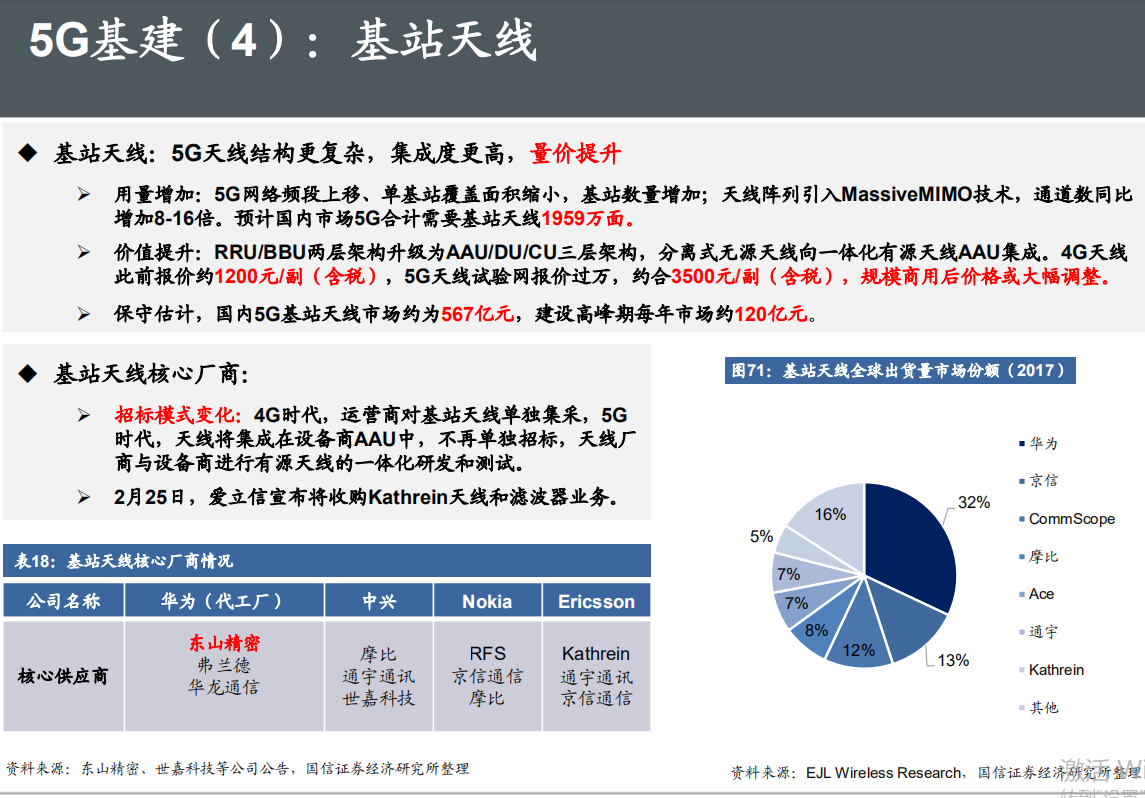 5G基建（4）：基站天线
◆ 基站天线：5G天线结构更复杂，集成度更高，量价提升
➢ 用量增加：5G网络频段上移、单基站覆盖面积缩小，基站数量增加；天线阵列引入MassiveMIMO技术，通道数同比
增加8-16倍。预计国内市场5G合计需要基站天线1959万面。
➢ 价值提升：RRU/BBU两层架构升级为AAU/DU/CU三层架构，分离式无源天线向一体化有源天线AAU集成。4G天线
此前报价约1200元/副（含税），5G天线试验网报价过万，约合3500元/副（含税），规模商用后价格或大幅调整。
➢ 保守估计，国内5G基站天线市场约为567亿元，建设高峰期每年市场约120亿元。
◆ 基站天线核心厂商：
➢ 招标模式变化：4G时代，运营商对基站天线单独集采，5G
时代，天线将集成在设备商AAU中，不再单独招标，天线厂
商与设备商进行有源天线的一体化研发和测试。
➢ 2月25日，爱立信宣布将收购Kathrein天线和滤波器业务。
表18：基站天线核心厂商情况
公司名称 华为（代工厂） 中兴 Nokia Ericsson
核心供应商
东山精密
弗兰德
华龙通信
摩比
通宇通讯
世嘉科技
RFS
京信通信
摩比
Kathrein
通宇通讯
京信通信
资料来源：东山精密、世嘉科技等公司公告，国信证券经济研究所整理
图71：基站天线全球出货量市场份额（2017）
32%
13%
12%
8%
7%
7%
5%
16%
华为
京信
CommScope
摩比
Ace
通宇
Kathrein
其他
资料来源：EJL Wireless Research，国信证券经济研究所整理
激活 Wi